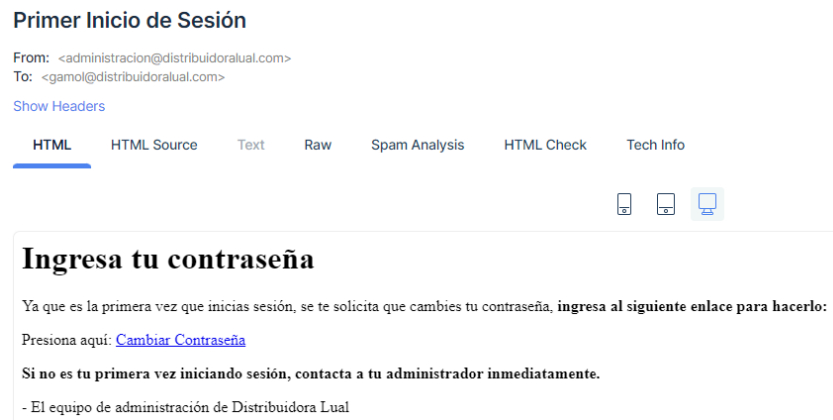 Primer Inicio de Sesión
From: <administracion@distribuidoralual.com>
To: <gamol@distribuidoralual.com>
Show Headers
HTML HTML Source Text Raw Spam Analysis HTML Check Tech Info
Ingresa tu contraseña
Ya que es la primera vez que inicias sesión, se te solicita que cambies tu contraseña, ingresa al siguiente enlace para hacerlo:
Presiona aquí: Cambiar Contraseña
Si no es tu primera vez iniciando sesión, contacta a tu administrador inmediatamente.
- El equipo de administración de Distribuidora Lual